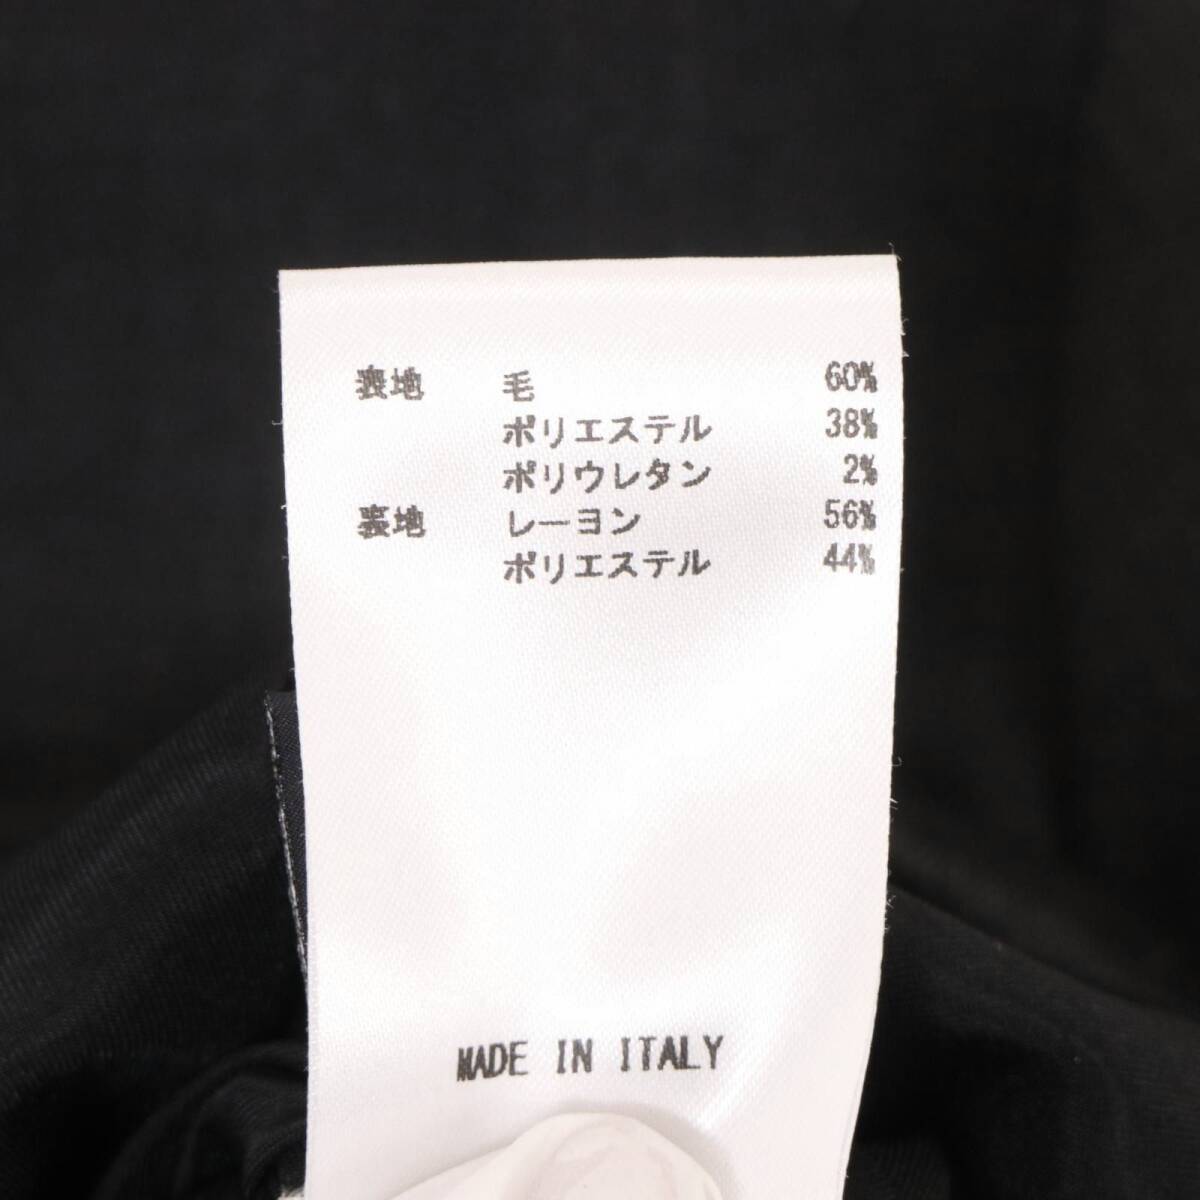 表地 毛 60%
ポリエステル 38%
ポリウレタン 2%
裏地 レーヨン 56%
ポリエステル 44%
MADE IN ITALY